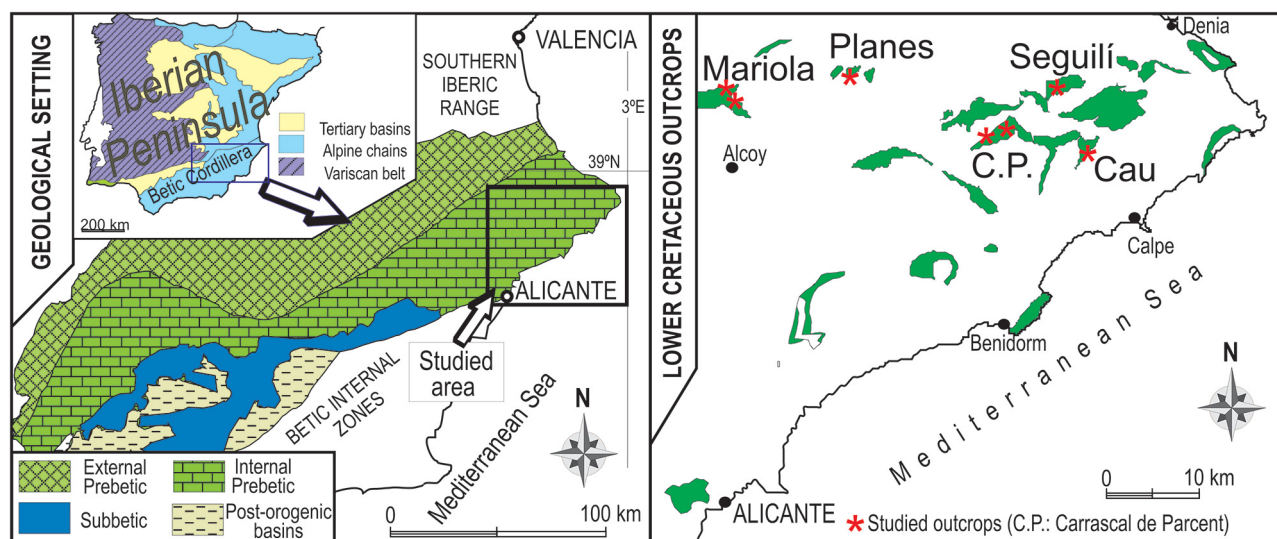 GEOLOGICAL SETTING
Iberian
Peninsula
Betic Cordillera
200 km
Tertiary basins
Alpine chains
Variscan belt
VALENCIA
SOUTHERN
IBERIC
RANGE
3ºE
39ºN
ALICANTE
Studied
area
BETIC INTERNAL
ZONES
Mediterranean Sea
N
External
Prebetic
Internal
Prebetic
Subbetic
Post-orogenic
basins
0
100 km
LOWER CRETACEOUS OUTCROPS
Denia
Planes
Seguilí
Mariola
Alcoy
C.P.
Cau
Calpe
Benidorm
Mediterranean Sea
N
0
10 km
ALICANTE
* Studied outcrops (C.P.: Carrascal de Parcent)